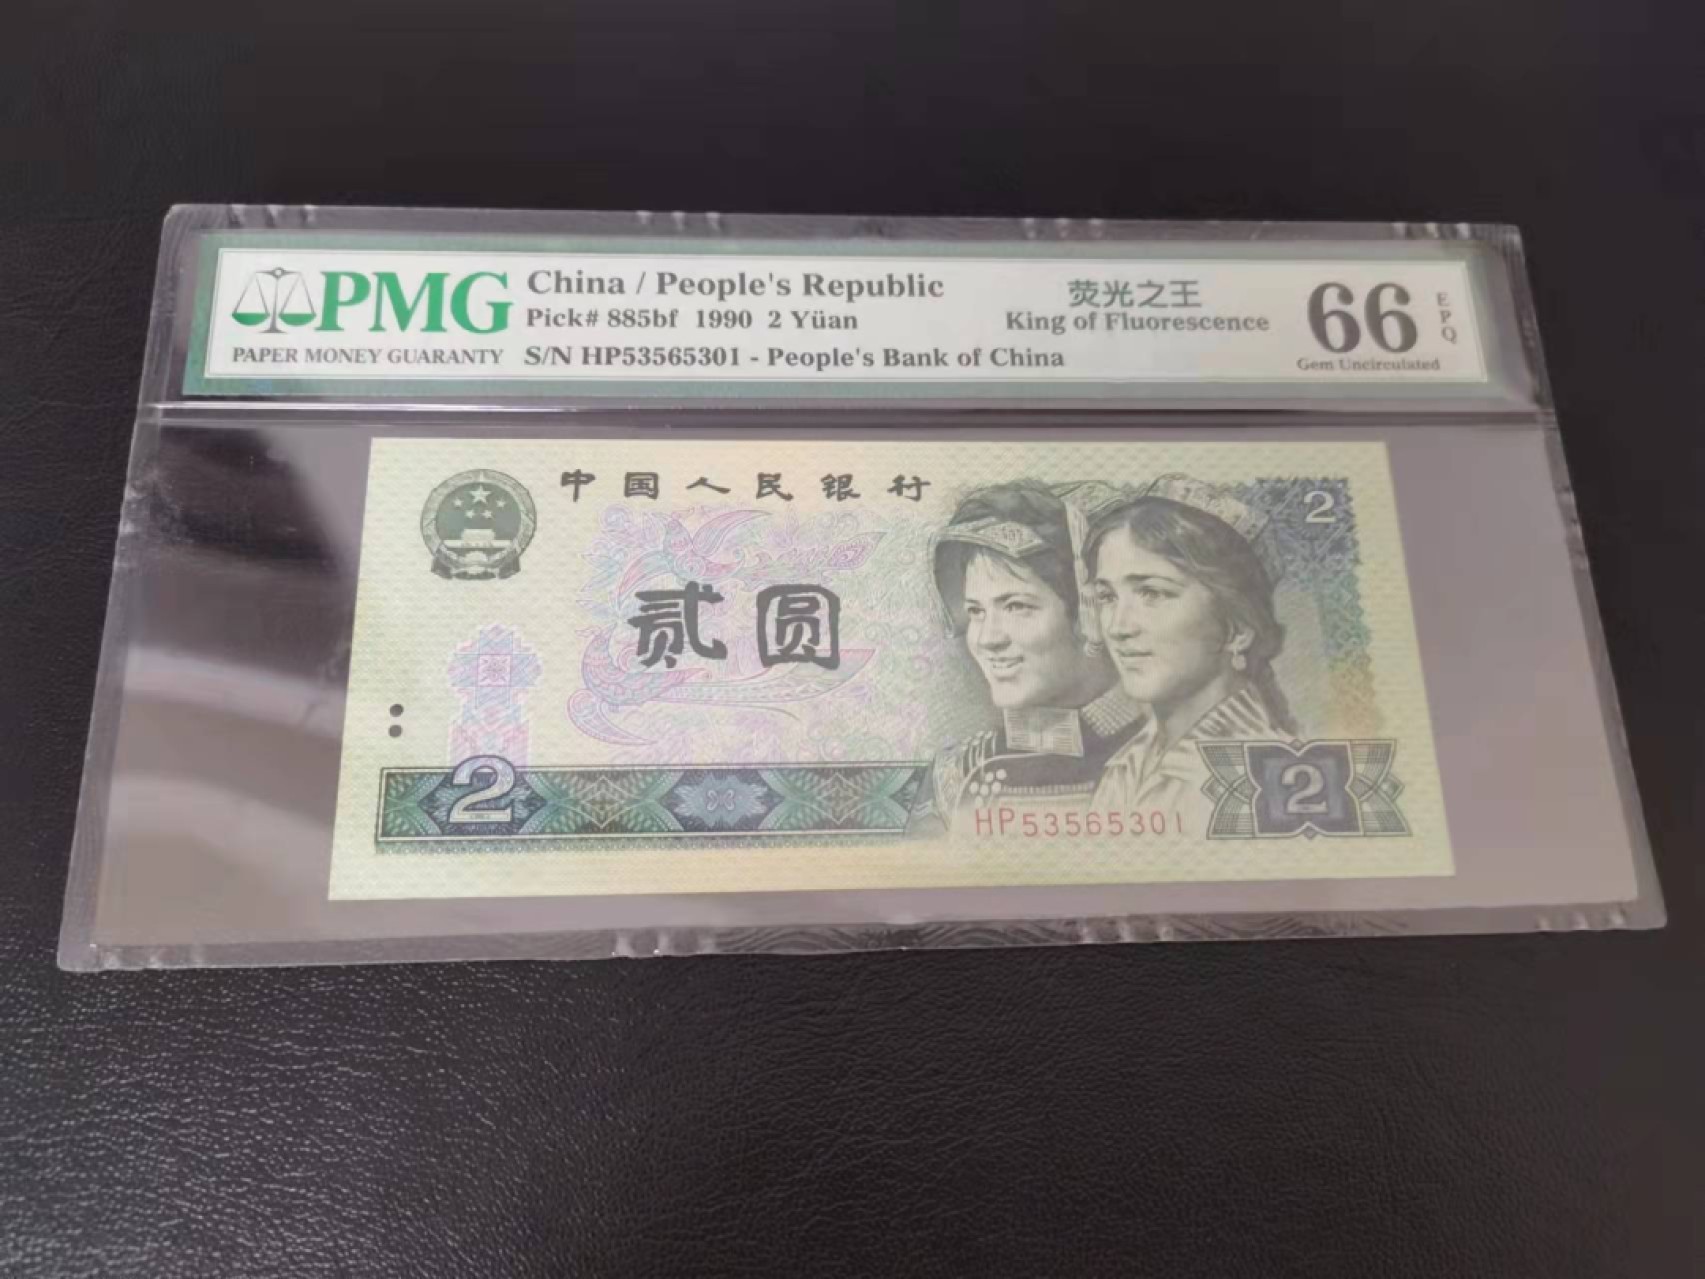 PMG
PAPER MONEY GUARANTY
China / People's Republic
Pick# 885bf 1990 2 Yüan
S/N HP53565301 - People's Bank of China
荧光之王
King of Fluorescence
66
EPQ
Gem Uncirculated
中国人民银行
2
贰圆
2
2
HP53565301